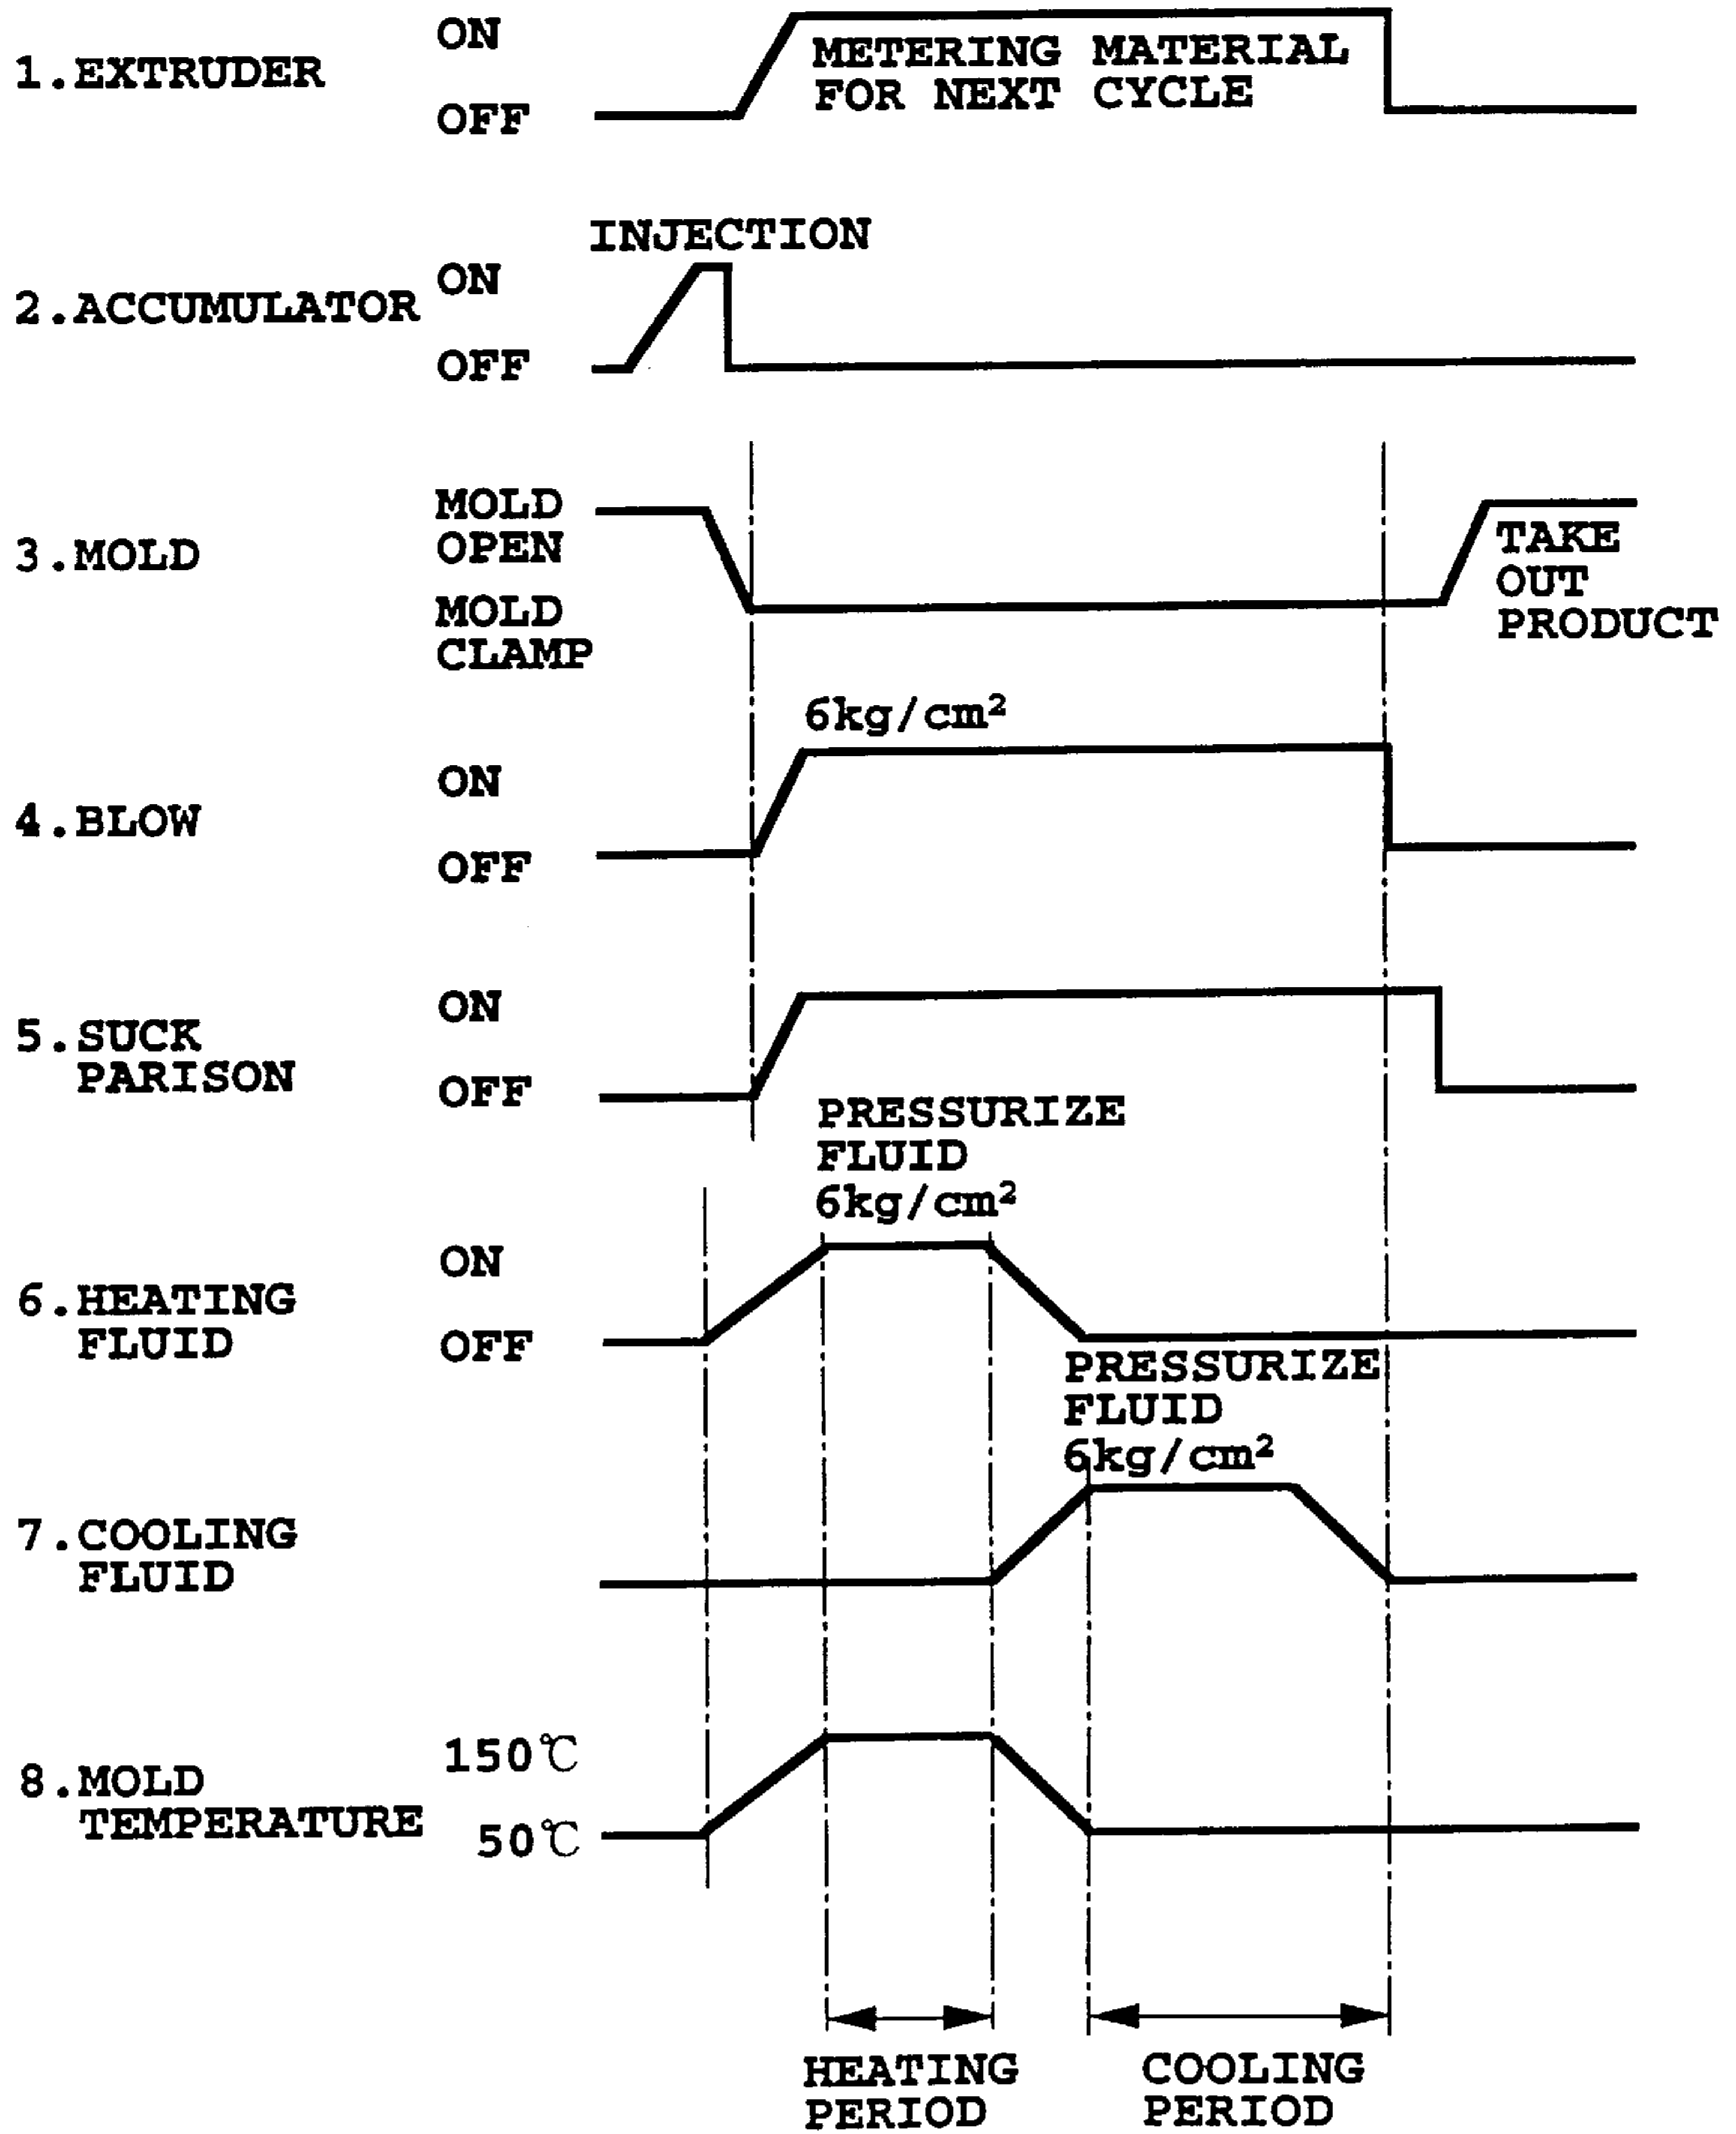 1.EXTRUDER
ON
OFF
METERING MATERIAL
FOR NEXT CYCLE
INJECTION
2.ACCUMULATOR
ON
OFF
3.MOLD
MOLD
OPEN
MOLD
CLAMP
TAKE
OUT
PRODUCT
4.BLOW
ON
OFF
6kg/cm²
5.SUCK
PARISON
ON
OFF
6.HEATING
FLUID
ON
OFF
PRESSURIZE
FLUID
6kg/cm²
7.COOLING
FLUID
PRESSURIZE
FLUID
6kg/cm²
8.MOLD
TEMPERATURE
150℃
50℃
HEATING
PERIOD
COOLING
PERIOD